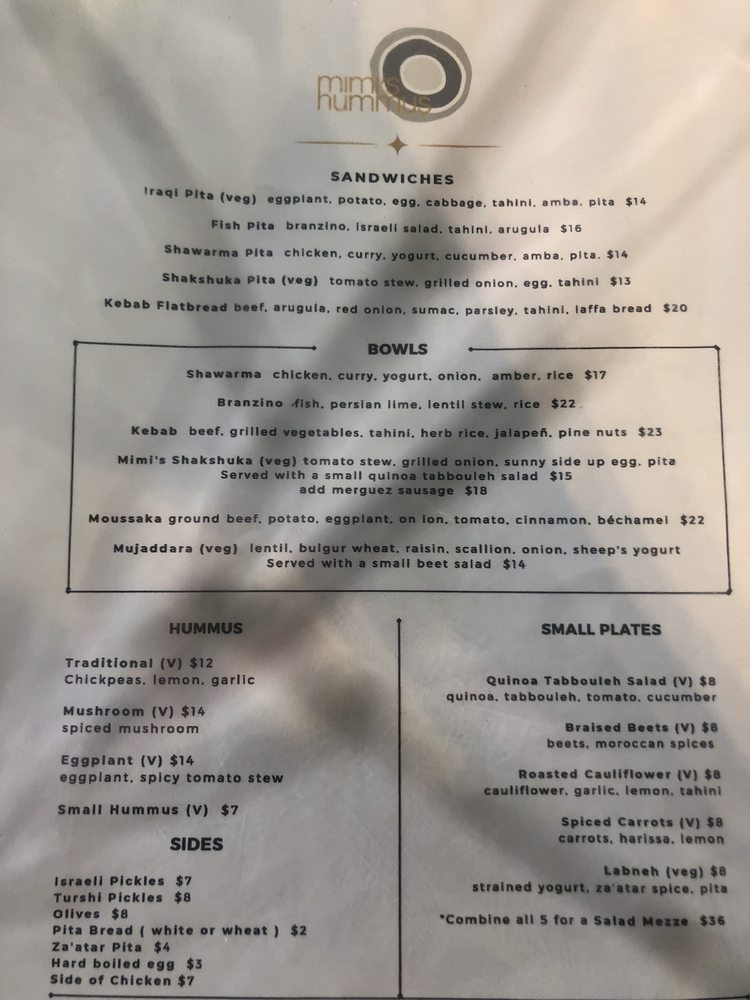 mimi's
hummus
SANDWICHES
Iraqi Pita (veg) eggplant, potato, egg, cabbage, tahini, amba, pita $14
Fish Pita branzino, israeli salad, tahini, arugula $16
Shawarma Pita chicken, curry, yogurt, cucumber, amba, pita. $14
Shakshuka Pita (veg) tomato stew, grilled onion, egg, tahini $13
Kebab Flatbread beef, arugula, red onion, sumac, parsley, tahini, laffa bread $20
BOWLS
Shawarma chicken, curry, yogurt, onion, amber, rice $17
Branzino fish, persian lime, lentil stew, rice $22
Kebab beef, grilled vegetables, tahini, herb rice, jalapeñ, pine nuts $23
Mimi's Shakshuka (veg) tomato stew, grilled onion, sunny side up egg, pita
Served with a small quinoa tabbouleh salad $15
add merguez sausage $18
Moussaka ground beef, potato, eggplant, on ion, tomato, cinnamon, béchamel $22
Mujaddara (veg) lentil, bulgur wheat, raisin, scallion, onion, sheep's yogurt
Served with a small beet salad $14
HUMMUS
Traditional (V) $12
Chickpeas, lemon, garlic
Mushroom (V) $14
spiced mushroom
Eggplant (V) $14
eggplant, spicy tomato stew
Small Hummus (V) $7
SIDES
Israeli Pickles $7
Turshi Pickles $8
Olives $8
Pita Bread ( white or wheat ) $2
Za'atar Pita $4
Hard boiled egg $3
Side of Chicken $7
SMALL PLATES
Quinoa Tabbouleh Salad (V) $8
quinoa, tabbouleh, tomato, cucumber
Braised Beets (V) $8
beets, moroccan spices
Roasted Cauliflower (V) $8
cauliflower, garlic, lemon, tahini
Spiced Carrots (V) $8
carrots, harissa, lemon
Labneh (veg) $8
strained yogurt, za'atar spice, pita
*Combine all 5 for a Salad Mezze $36